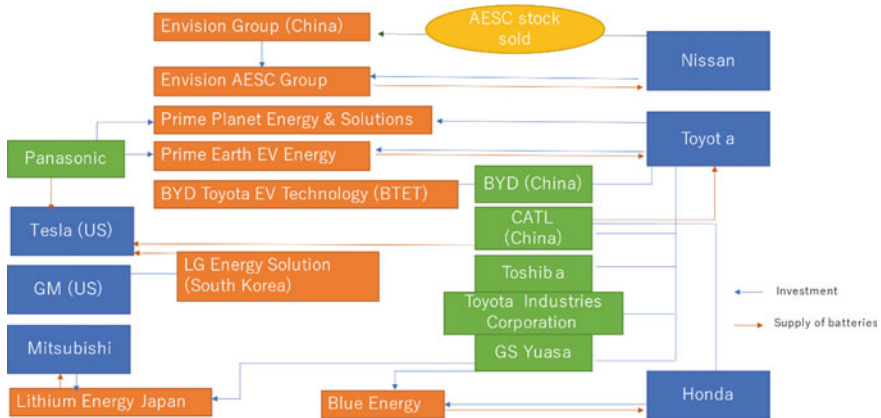 Envision Group (China)
AESC stock
sold
Nissan
Envision AESC Group
Prime Planet Energy & Solutions
Toyot a
Panasonic
Prime Earth EV Energy
BYD Toyota EV Technology (BTET)
BYD (China)
Tesla (US)
CATL
(China)
GM (US)
LG Energy Solution
(South Korea)
Toshiba
Toyota Industries
Corporation
Investment
Supply of batteries
Mitsubishi
GS Yuasa
Lithium Energy Japan
Blue Energy
Honda